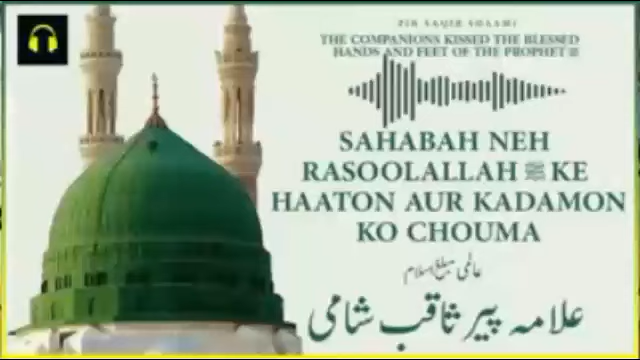 PIR SAQIB SHAAMI
THE COMPANIONS KISSED THE BLESSED
HANDS AND FEET OF THE PROPHET ﷺ
SAHABAH NEH
RASOOLALLAH ﷺ KE
HAATON AUR KADAMON
KO CHOUMA
عالمی مبلغ اسلام
علامہ پیر ثاقب شامی